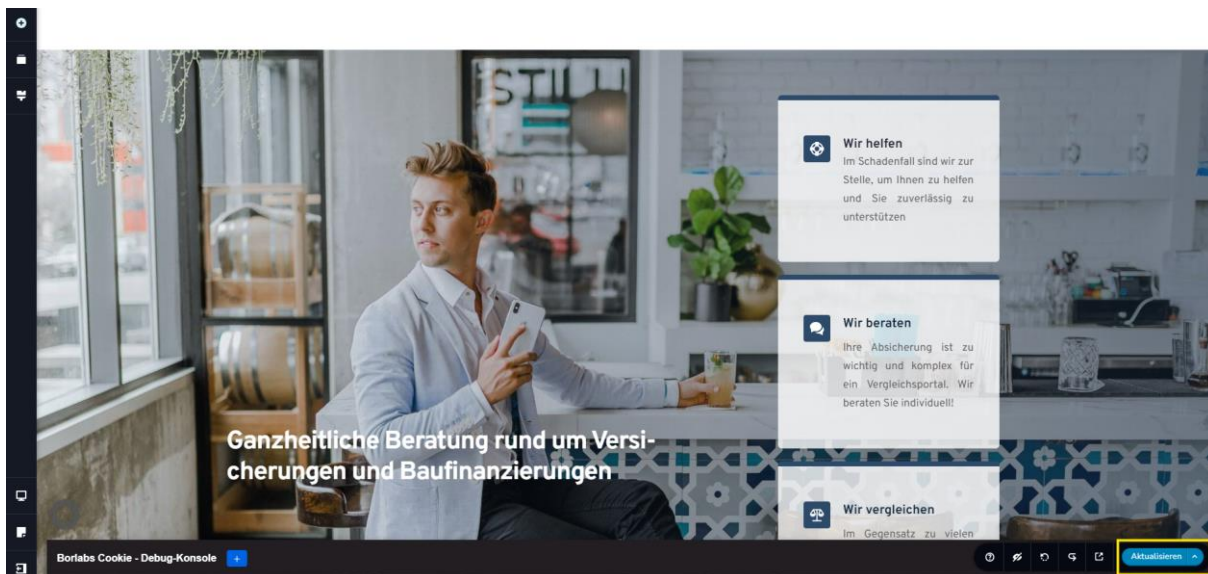 STILL
Wir helfen
Im Schadenfall sind wir zur
Stelle, um Ihnen zu helfen
und Sie zuverlässig zu
unterstützen
Wir beraten
Ihre Absicherung ist zu
wichtig und komplex für
ein Vergleichsportal. Wir
beraten Sie individuell!
Ganzheitliche Beratung rund um Versi-
cherungen und Baufinanzierungen
Wir vergleichen
Im Gegensatz zu vielen
Borlabs Cookie - Debug-Konsole
+
Aktualisieren